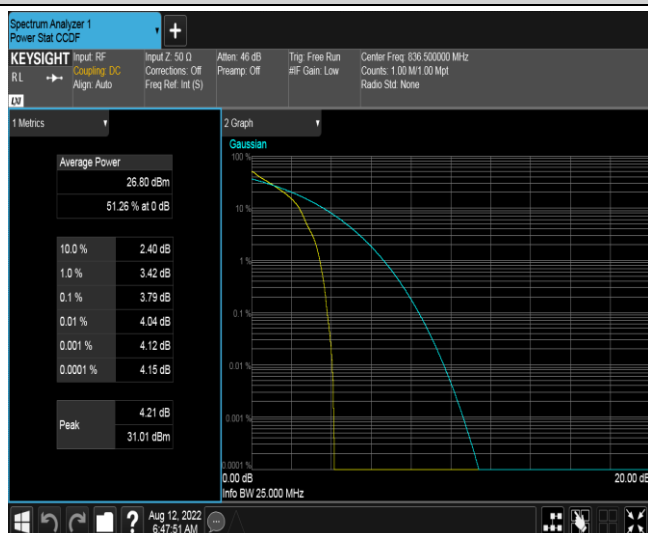 Spectrum Analyzer 1
Power Stat CCDF
+
KEYSIGHT
RL
LXI
Input: RF
Coupling: DC
Align: Auto
Input Z: 50 Ω
Corrections: Off
Freq Ref: Int (S)
Atten: 46 dB
Preamp: Off
Trig: Free Run
#IF Gain: Low
Center Freq: 836.500000 MHz
Counts: 1.00 M/1.00 Mpt
Radio Std: None
1 Metrics
Average Power
26.80 dBm
51.26 % at 0 dB
10.0 % 2.40 dB
1.0 % 3.42 dB
0.1 % 3.79 dB
0.01 % 4.04 dB
0.001 % 4.12 dB
0.0001 % 4.15 dB
Peak
4.21 dB
31.01 dBm
2 Graph
Gaussian
100 %
10 %
1 %
0.1 %
0.01 %
0.001 %
0.0001 %
0.00 dB
20.00 dB
Info BW 25.000 MHz
?
Aug 12, 2022
6:47:51 AM